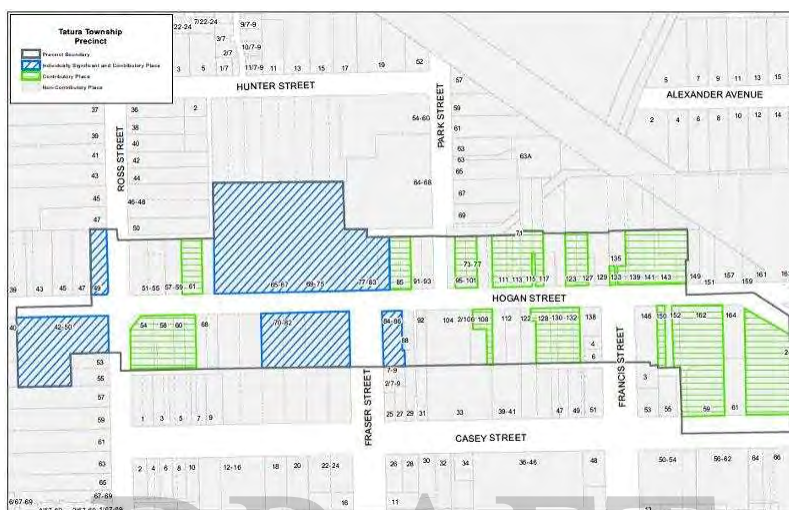 Tatura Township
Precinct
Precinct Boundary
Individually Significant and Contributory Place
Contributory Place
Non-Contributory Place
7/22-24
22-24
9/7-9
3/7
10/7-9
2/7
3 5 1/7 11/7-9 11 13 15 17 19 52
HUNTER STREET
57
5 7 9 11 13 15
ALEXANDER AVENUE
37 36 2
38
39 40
41 42
43 44
45 46-48
47 50
ROSS STREET
54-60
64-68
PARK STREET
59
61
63
63
65
67
69
63A
2 4 6 8 10 12 14
71
73-77
135
39 43 45 47 49 51-55 57-59 61 65-67 69-75 77-83 85 91-93 95-101 111 113 115 117 123 127 129 133 139 141 143 149 151 157 159 161
HOGAN STREET
40 42-50 54 58 60 68 70-82 84-86 88 92 104 2/106 108 112 122 128 130 132 138 146 150 152 162 164
4
6
2
53
55
59
61
63
65
67-69
FRASER STREET
FRANCIS STREET
7-9
2/7-9
3
1 3 5 7 9 25 27 29 31 33 39-41 47 49 51 53 55 59 61
CASEY STREET
2 4 6 8 10 12-16 18 20 22-24 26 28 30 32 34 36-46 48 50-54 56-62 64 66
6/67-69
16 11
DRAFT